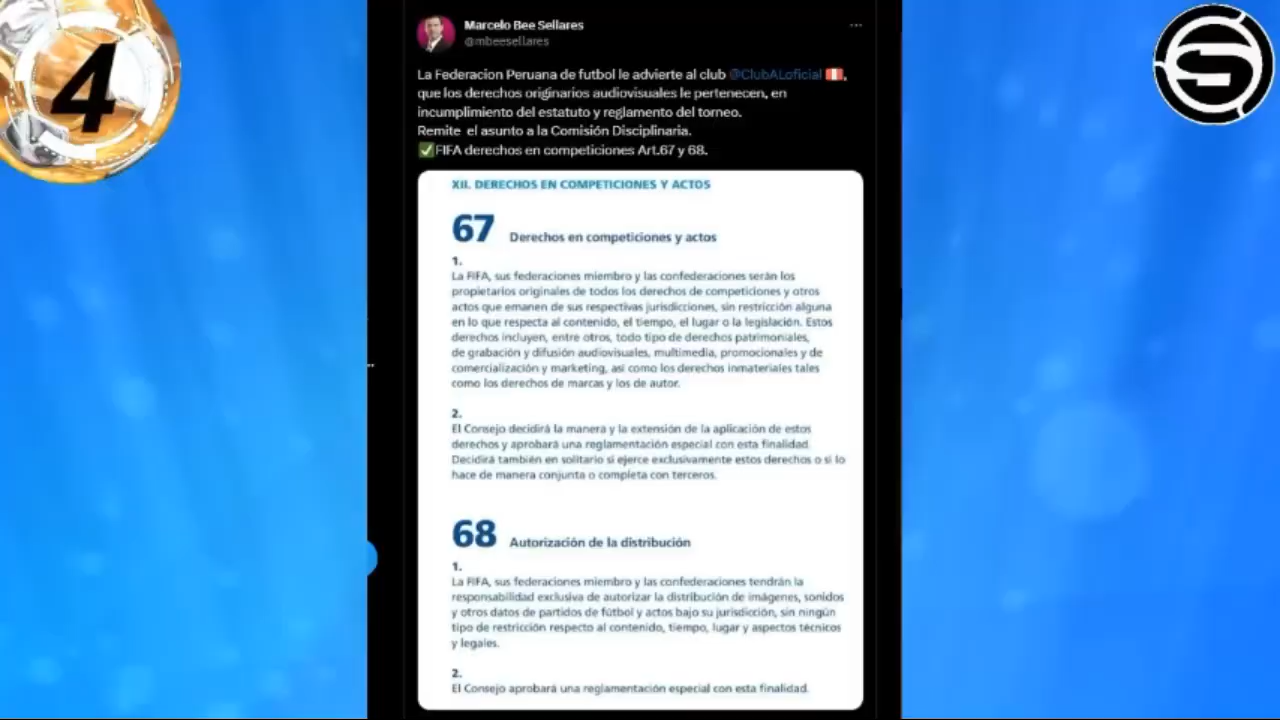 4
Marcelo Bee Sellares
@mbeesellares
La Federacion Peruana de futbol le advierte al club @ClubALoficial 🇵🇪,
que los derechos originarios audiovisuales le pertenecen, en
incumplimiento del estatuto y reglamento del torneo.
Remite el asunto a la Comisión Disciplinaria.
✅FIFA derechos en competiciones Art.67 y 68.
XII. DERECHOS EN COMPETICIONES Y ACTOS
67 Derechos en competiciones y actos
1.
La FIFA, sus federaciones miembro y las confederaciones serán los
propietarios originales de todos los derechos de competiciones y otros
actos que emanen de sus respectivas jurisdicciones, sin restricción alguna
en lo que respecta al contenido, el tiempo, el lugar o la legislación. Estos
derechos incluyen, entre otros, todo tipo de derechos patrimoniales,
de grabación y difusión audiovisuales, multimedia, promocionales y de
comercialización y marketing, así como los derechos inmateriales tales
como los derechos de marcas y los de autor.
2.
El Consejo decidirá la manera y la extensión de la aplicación de estos
derechos y aprobará una reglamentación especial con esta finalidad.
Decidirá también en solitario si ejerce exclusivamente estos derechos o si lo
hace de manera conjunta o completa con terceros.
68 Autorización de la distribución
1.
La FIFA, sus federaciones miembro y las confederaciones tendrán la
responsabilidad exclusiva de autorizar la distribución de imágenes, sonidos
y otros datos de partidos de fútbol y actos bajo su jurisdicción, sin ningún
tipo de restricción respecto al contenido, tiempo, lugar y aspectos técnicos
y legales.
2.
El Consejo aprobará una reglamentación especial con esta finalidad.